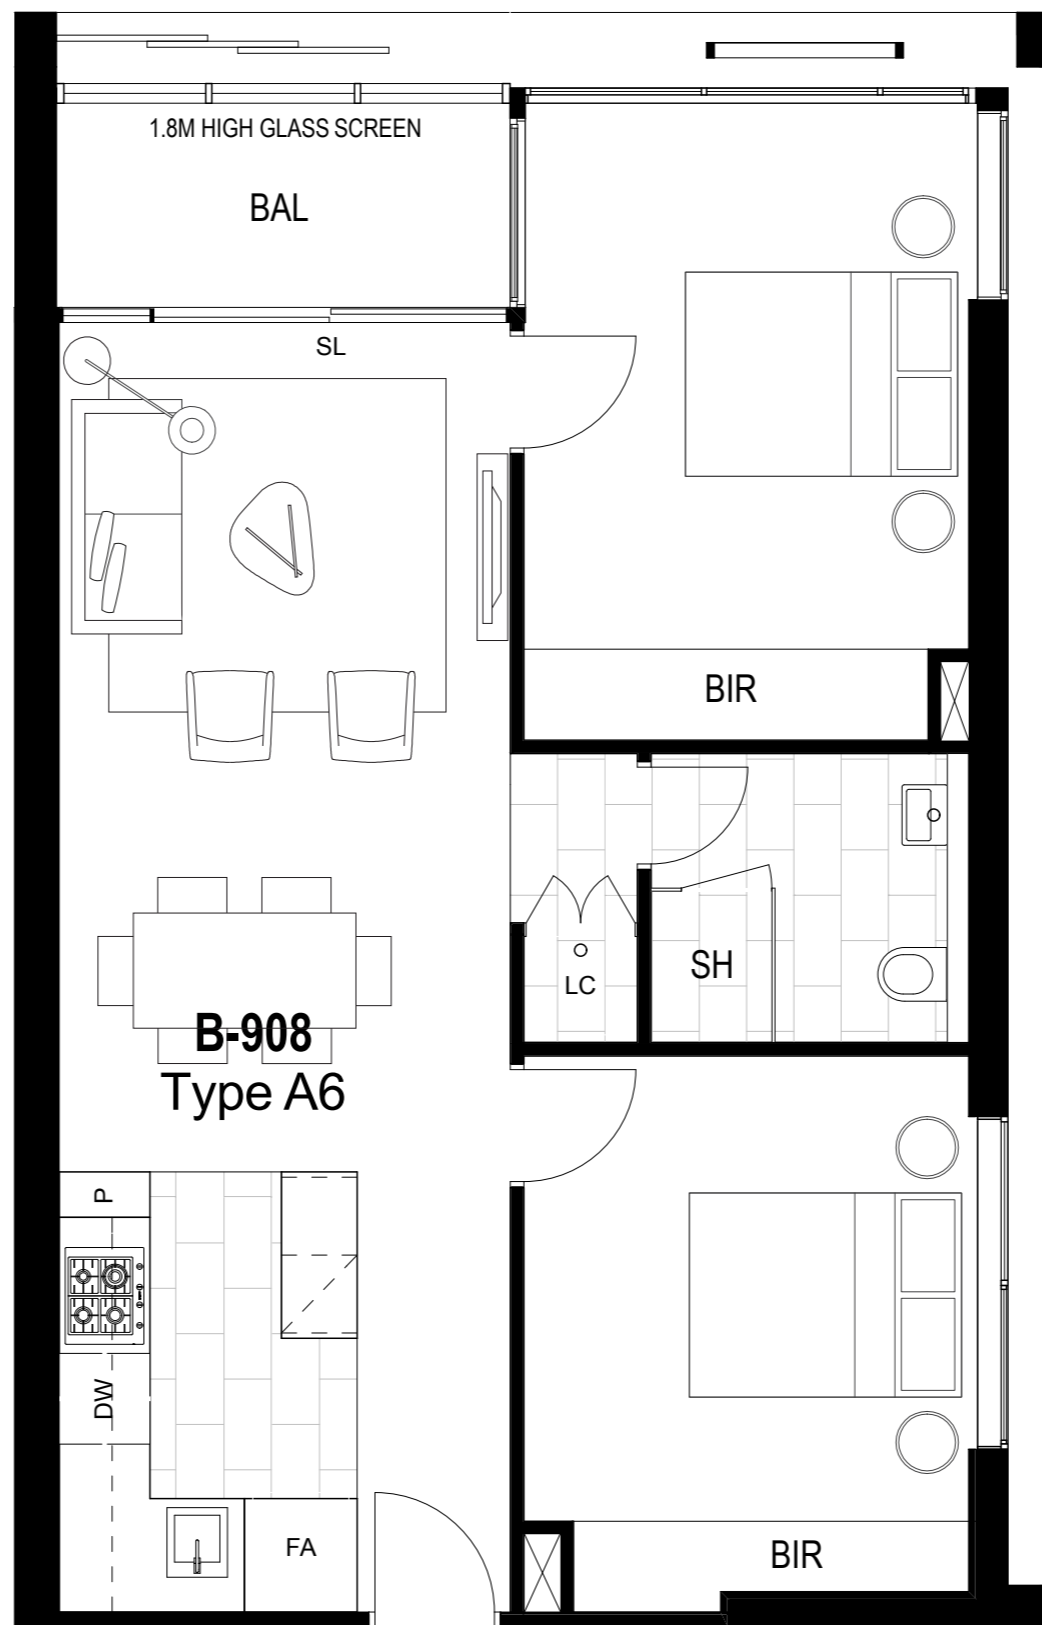 1.8M HIGH GLASS SCREEN
BAL
SL
BIR
SH
LC
B-908
Type A6
P
DW
FA
BIR